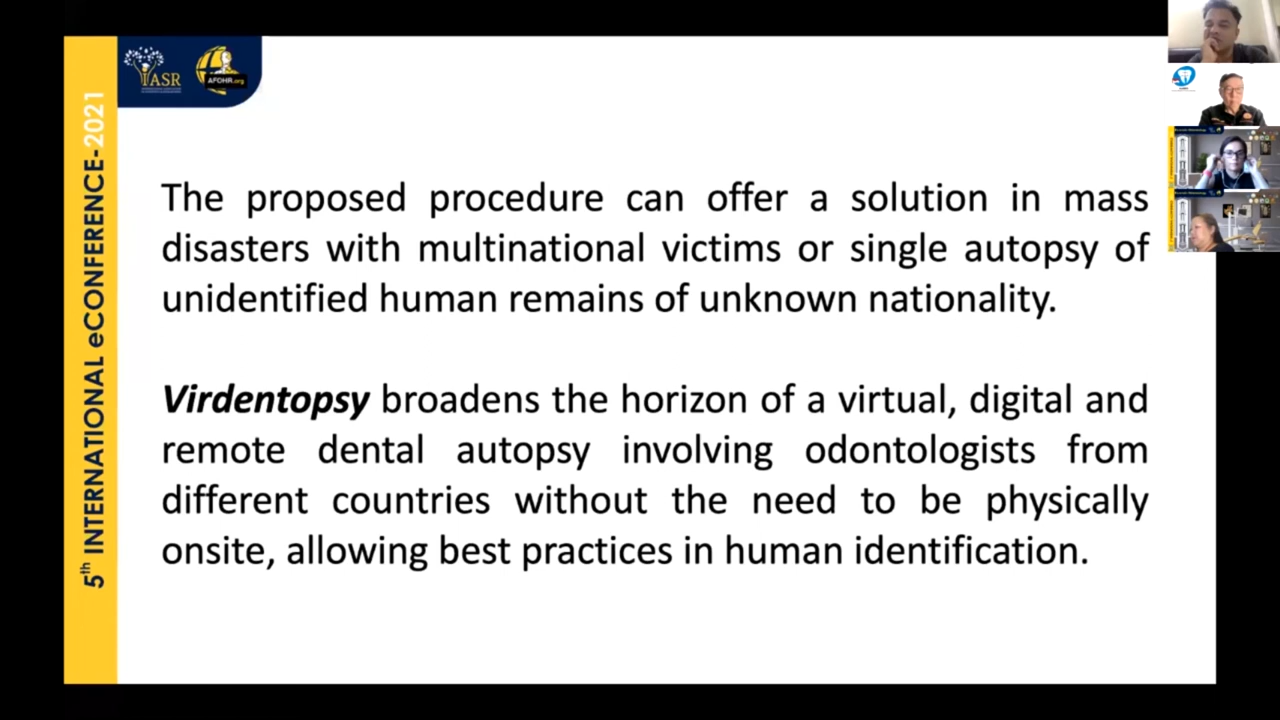 IASR
AFOHR.org
5th INTERNATIONAL eCONFERENCE-2021
The proposed procedure can offer a solution in mass
disasters with multinational victims or single autopsy of
unidentified human remains of unknown nationality.
Virdentopsy broadens the horizon of a virtual, digital and
remote dental autopsy involving odontologists from
different countries without the need to be physically
onsite, allowing best practices in human identification.